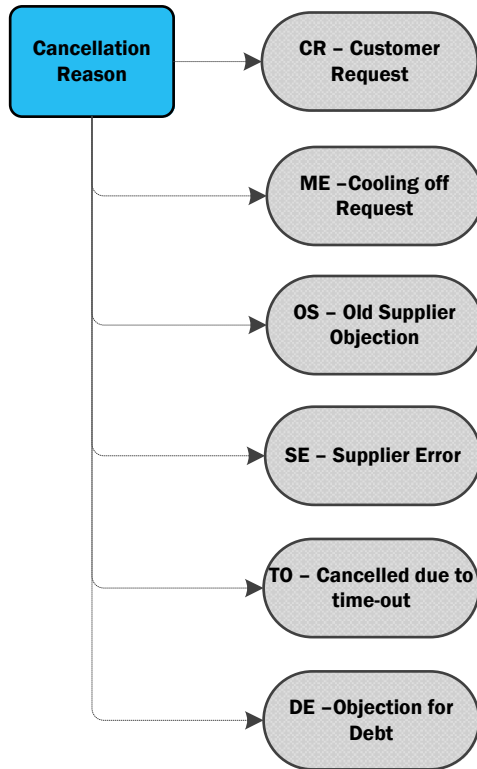 Cancellation
Reason
CR – Customer
Request
ME –Cooling off
Request
OS – Old Supplier
Objection
SE – Supplier Error
TO – Cancelled due to
time-out
DE –Objection for
Debt